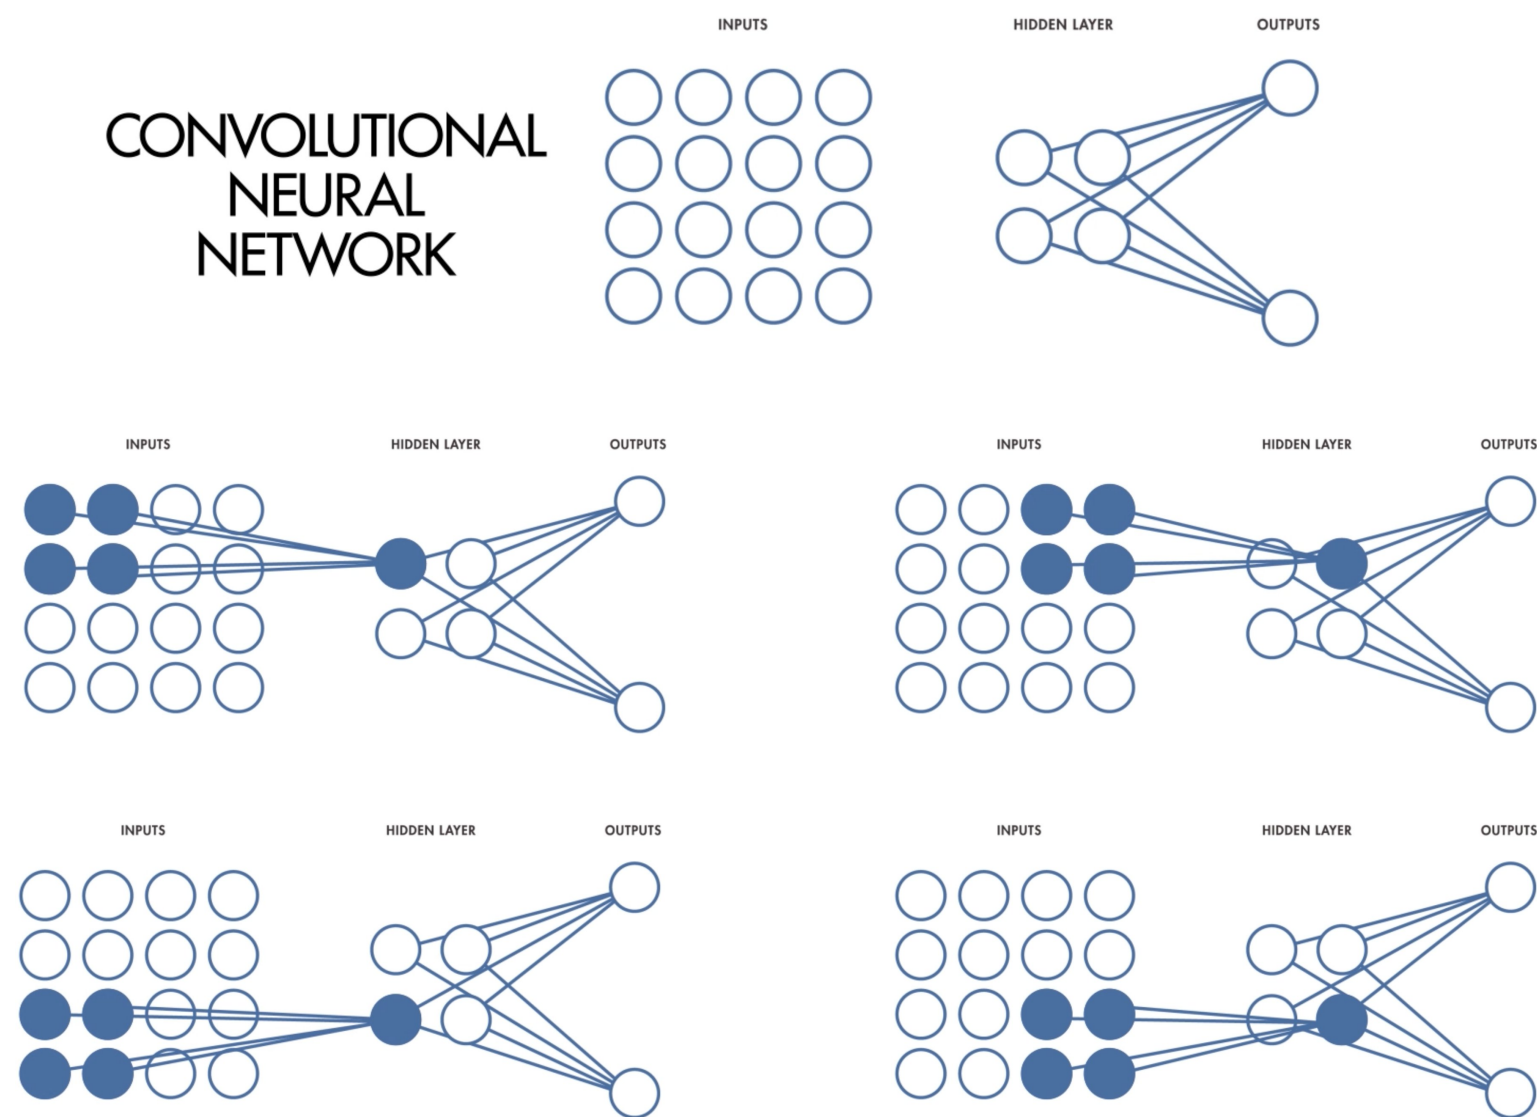 INPUTS
HIDDEN LAYER
OUTPUTS
CONVOLUTIONAL
NEURAL
NETWORK
INPUTS
HIDDEN LAYER
OUTPUTS
INPUTS
HIDDEN LAYER
OUTPUTS
INPUTS
HIDDEN LAYER
OUTPUTS
INPUTS
HIDDEN LAYER
OUTPUTS